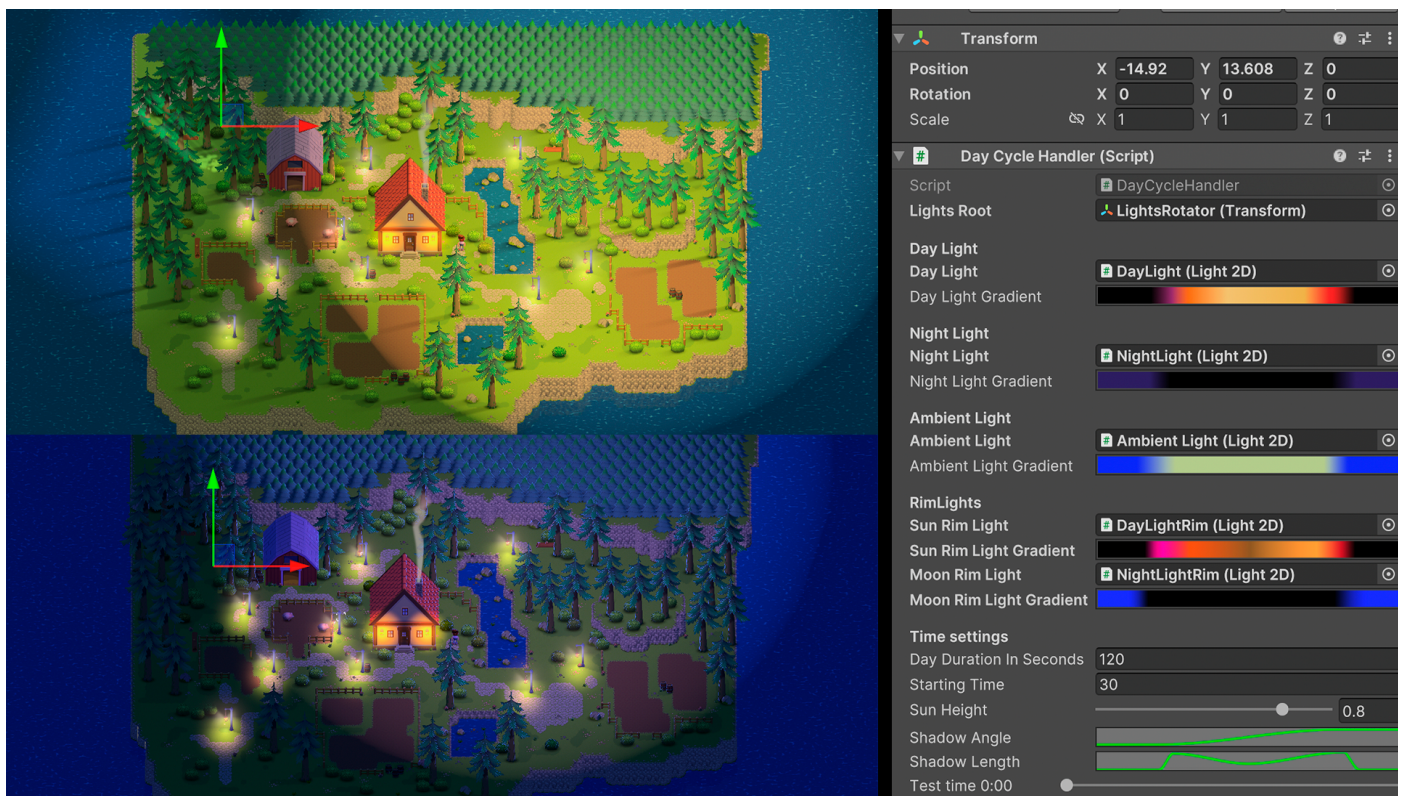 Transform
Position X -14.92 Y 13.608 Z 0
Rotation X 0 Y 0 Z 0
Scale X 1 Y 1 Z 1
# Day Cycle Handler (Script)
Script # DayCycleHandler
Lights Root LightsRotator (Transform)
Day Light
Day Light # DayLight (Light 2D)
Day Light Gradient
Night Light
Night Light # NightLight (Light 2D)
Night Light Gradient
Ambient Light
Ambient Light # Ambient Light (Light 2D)
Ambient Light Gradient
RimLights
Sun Rim Light # DayLightRim (Light 2D)
Sun Rim Light Gradient
Moon Rim Light # NightLightRim (Light 2D)
Moon Rim Light Gradient
Time settings
Day Duration In Seconds 120
Starting Time 30
Sun Height 0.8
Shadow Angle
Shadow Length
Test time 0:00